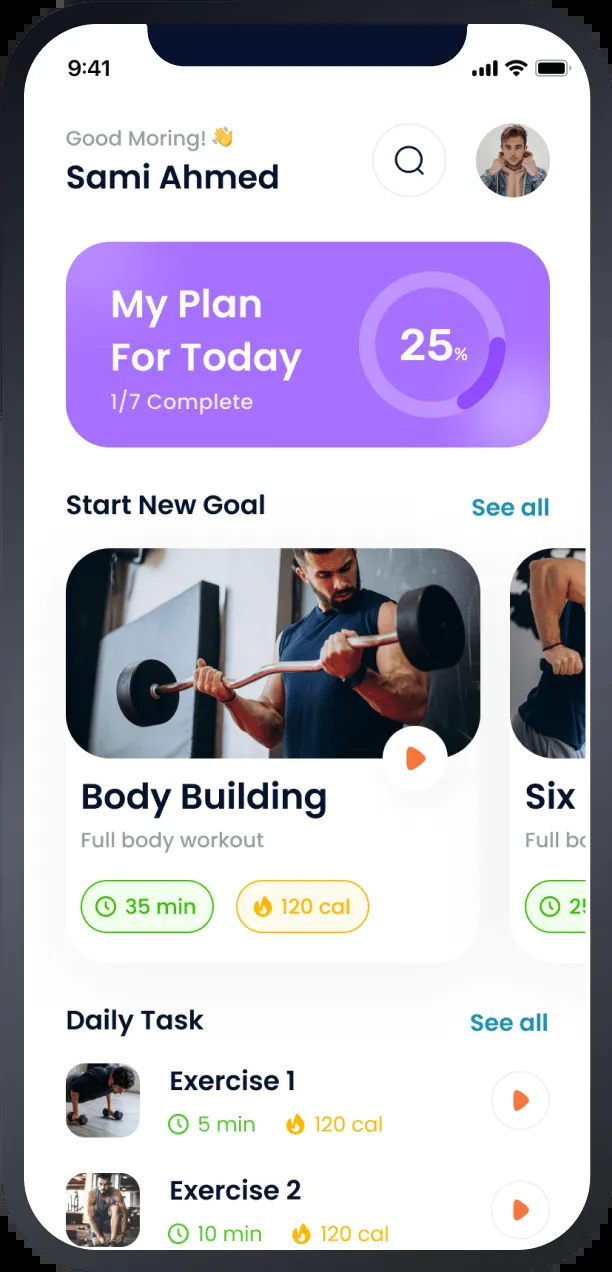 9:41
Good Moring! 👋
Sami Ahmed
My Plan
For Today
1/7 Complete
25%
Start New Goal
See all
Body Building
Full body workout
35 min
120 cal
Six
Full
Daily Task
See all
Exercise 1
5 min
120 cal
Exercise 2
10 min
120 cal